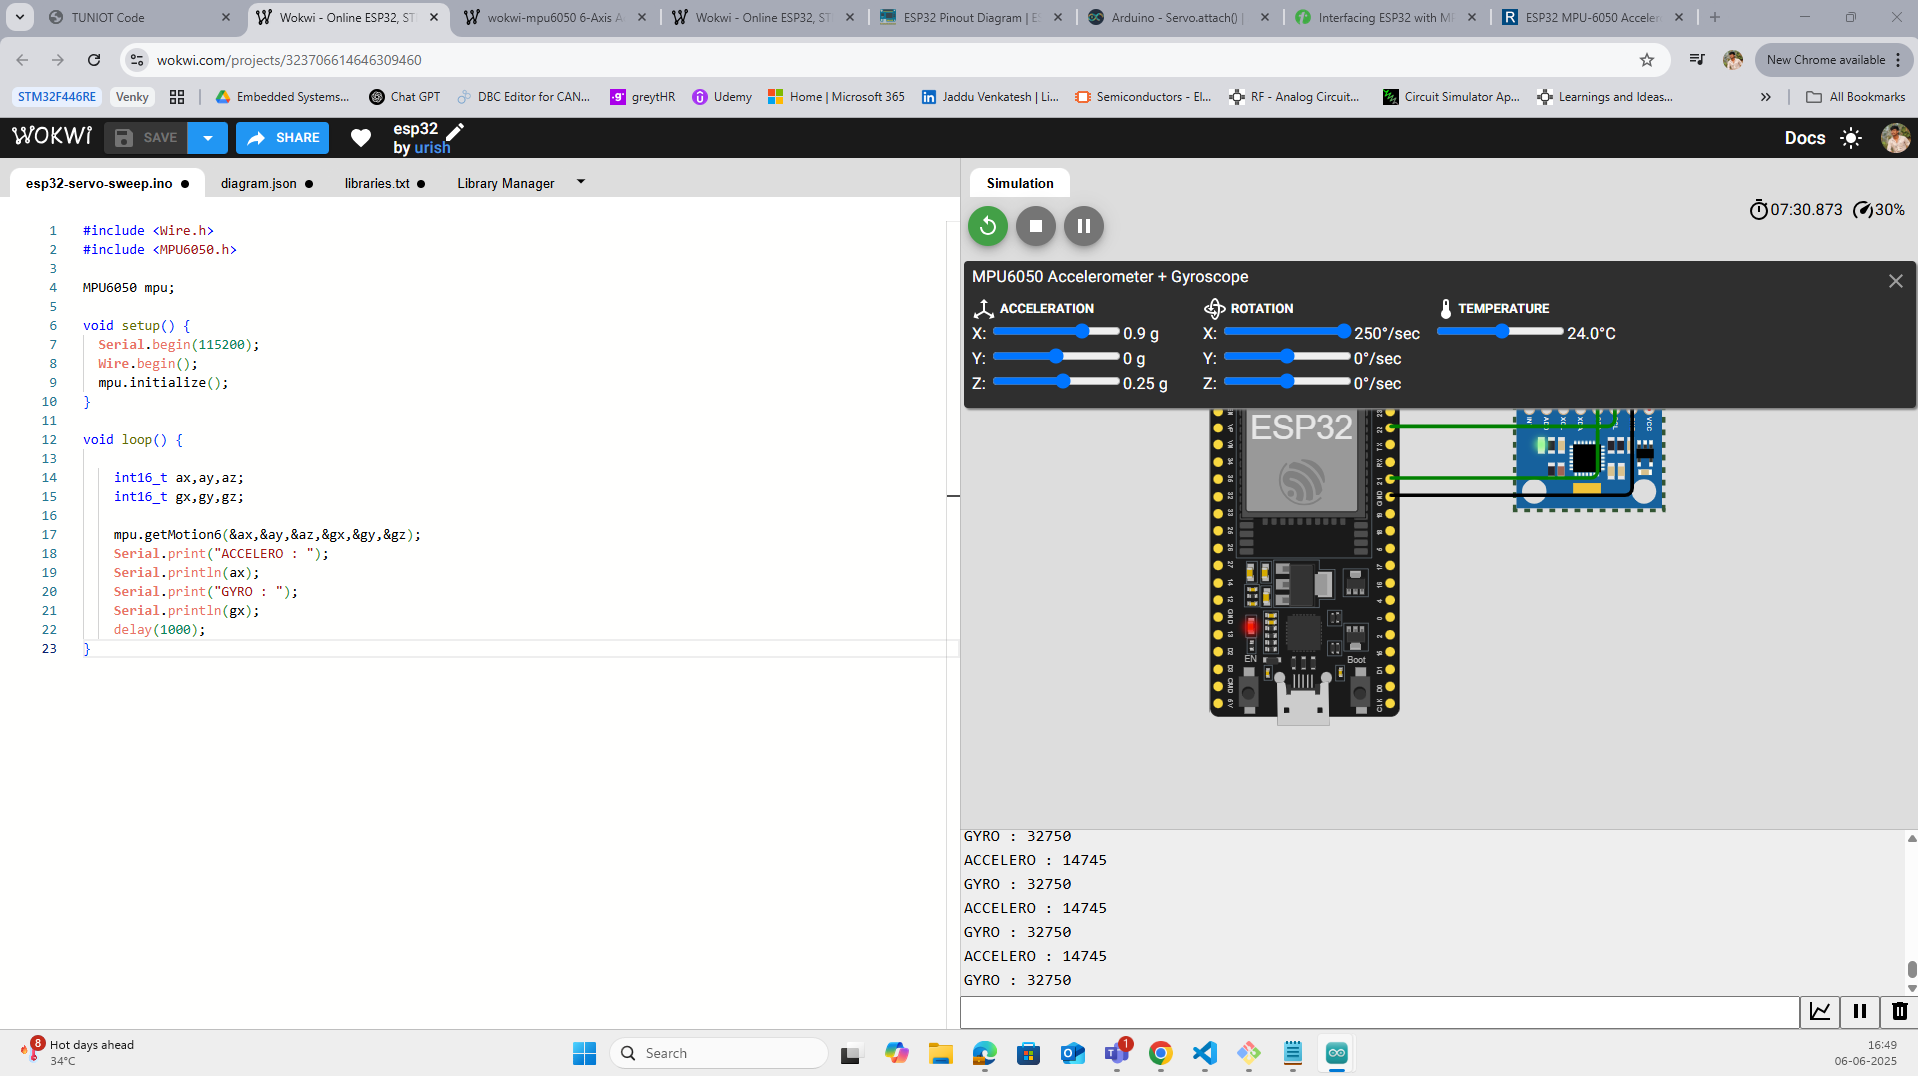 TUNIOT Code
Wokwi - Online ESP32, ST
wokwi-mpu6050 6-Axis A
Wokwi - Online ESP32, ST
ESP32 Pinout Diagram | ES
Arduino - Servo.attach() |
Interfacing ESP32 with M
ESP32 MPU-6050 Acceler
wokwi.com/projects/323706614646309460
New Chrome available
STM32F446RE
Venky
Embedded Systems...
Chat GPT
DBC Editor for CAN...
greytHR
Udemy
Home | Microsoft 365
Jaddu Venkatesh | Li...
Semiconductors - El...
RF - Analog Circuit...
Circuit Simulator Ap...
Learnings and Ideas...
All Bookmarks
WOKWI
SAVE
SHARE
esp32
by urish
Docs
esp32-servo-sweep.ino
diagram.json
libraries.txt
Library Manager
Simulation
07:30.873
30%
1 #include <Wire.h>
2 #include <MPU6050.h>
3
4 MPU6050 mpu;
5
6 void setup() {
7 Serial.begin(115200);
8 Wire.begin();
9 mpu.initialize();
10 }
11
12 void loop() {
13
14 int16_t ax,ay,az;
15 int16_t gx,gy,gz;
16
17 mpu.getMotion6(&ax,&ay,&az,&gx,&gy,&gz);
18 Serial.print("ACCELERO : ");
19 Serial.println(ax);
20 Serial.print("GYRO : ");
21 Serial.println(gx);
22 delay(1000);
23 }
MPU6050 Accelerometer + Gyroscope
ACCELERATION
X: 0.9 g
Y: 0 g
Z: 0.25 g
ROTATION
X: 250°/sec
Y: 0°/sec
Z: 0°/sec
TEMPERATURE
24.0°C
ESP32
EN
Boot
VCC
GYRO : 32750
ACCELERO : 14745
GYRO : 32750
ACCELERO : 14745
GYRO : 32750
ACCELERO : 14745
GYRO : 32750
8
Hot days ahead
34°C
Search
1
16:49
06-06-2025